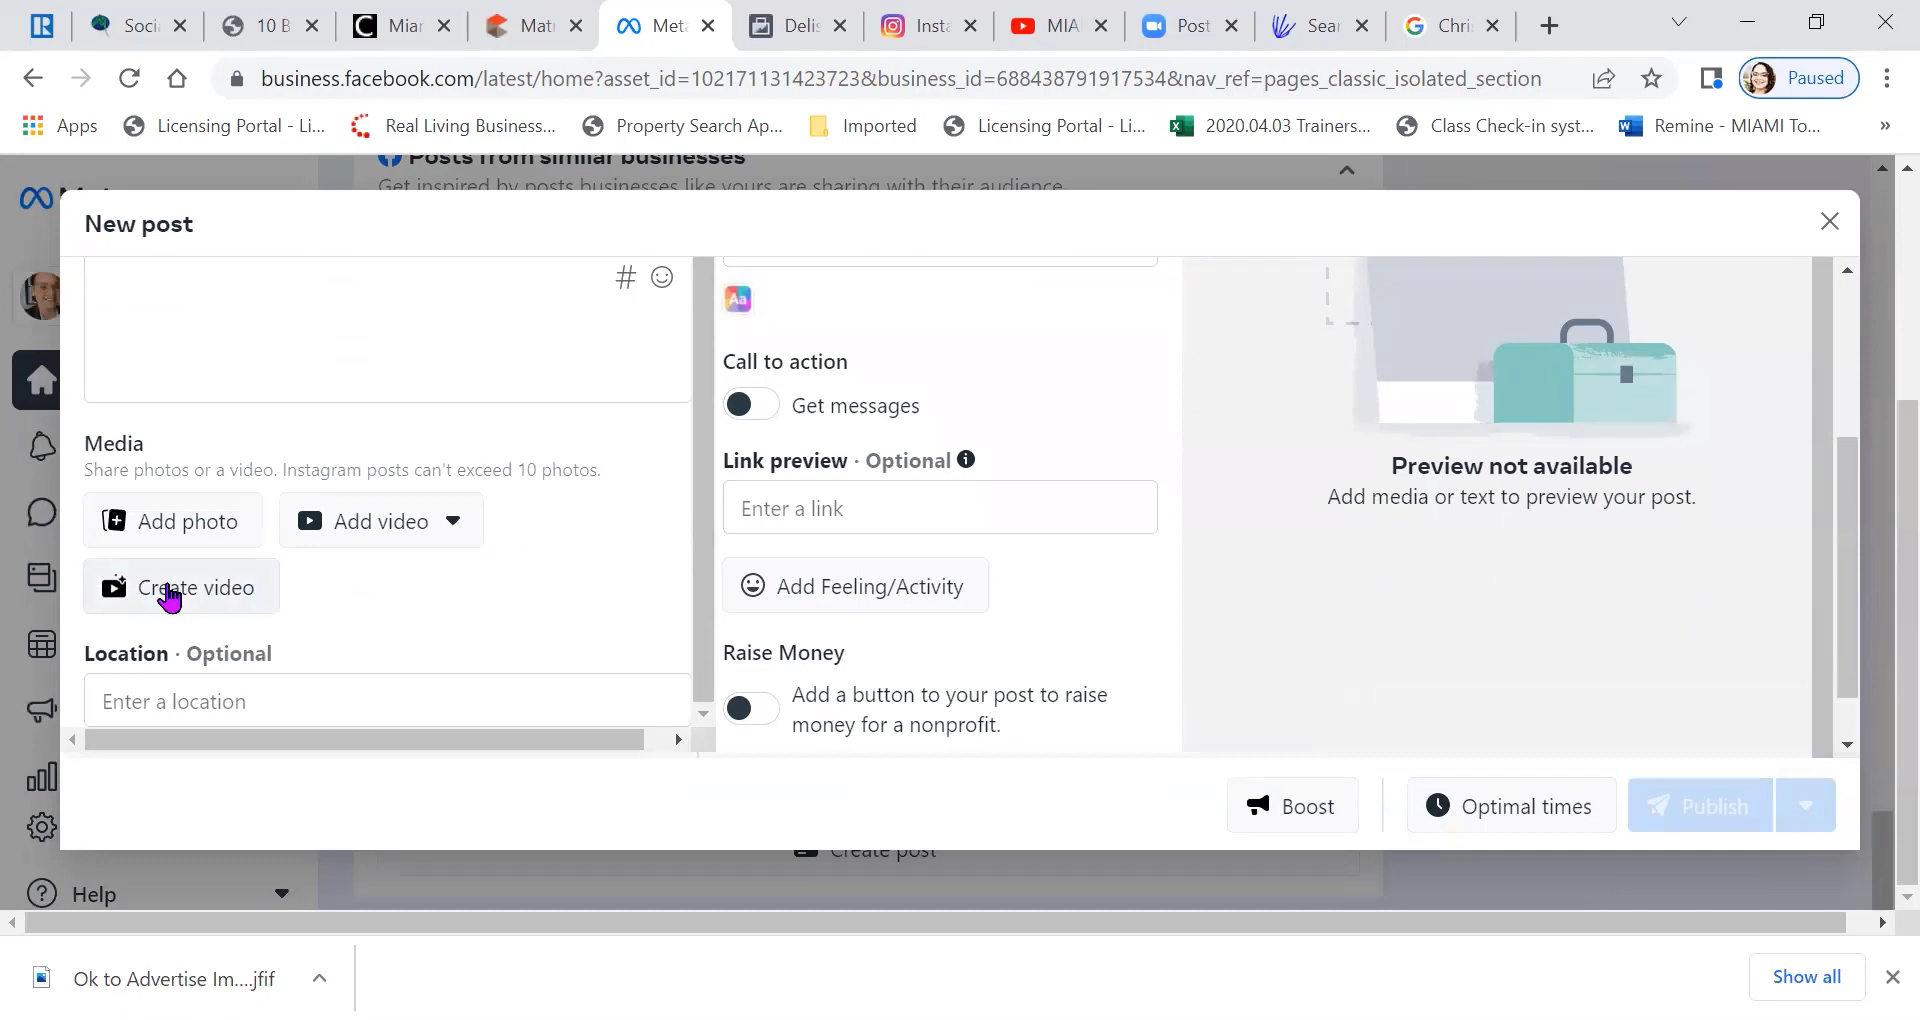 Soci
10 B
Miar
Matr
Meta
Delis
Insta
MIA
Post
Sear
Chri
business.facebook.com/latest/home?asset_id=102171131423723&business_id=688438791917534&nav_ref=pages_classic_isolated_section
Paused
Apps
Licensing Portal - Li...
Real Living Business...
Property Search Ap...
Imported
Licensing Portal - Li...
2020.04.03 Trainers...
Class Check-in syst...
Remine - MIAMI To...
»
Posts from similar businesses
Get inspired by posts businesses like yours are sharing with their audience.
New post
#
Aa
Call to action
Get messages
Media
Share photos or a video. Instagram posts can't exceed 10 photos.
Link preview · Optional
Enter a link
Preview not available
Add media or text to preview your post.
Add photo
Add video
Create video
Add Feeling/Activity
Location · Optional
Enter a location
Raise Money
Add a button to your post to raise
money for a nonprofit.
Boost
Optimal times
Publish
Create post
Help
Ok to Advertise Im....jfif
Show all